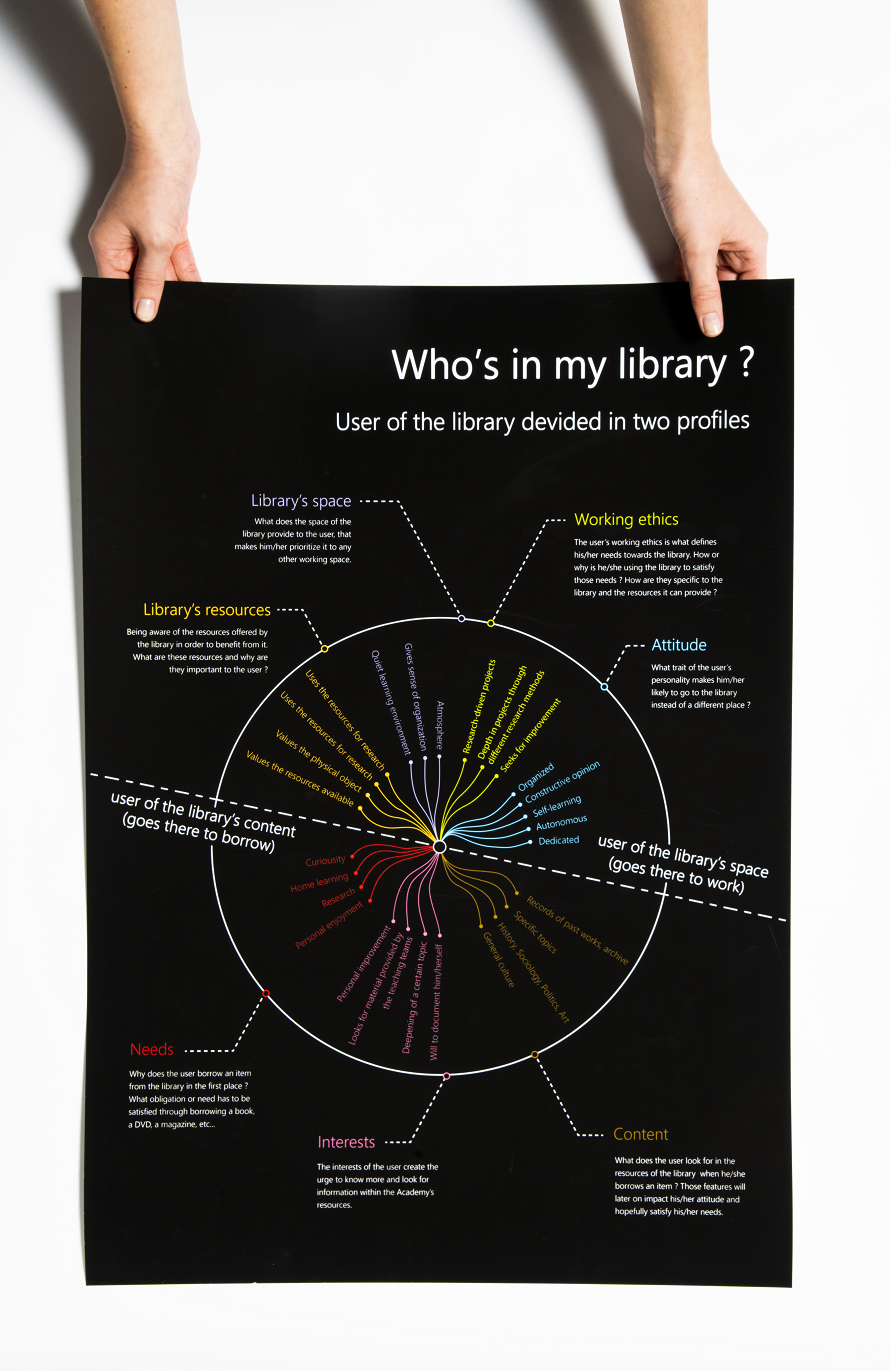 Who's in my library ?
User of the library devided in two profiles
Library's space
What does the space of the
library provide to the user, that
makes him/her prioritize it to any
other working space.
Working ethics
The user's working ethics is what defines
his/her needs towards the library. How or
why is he/she using the library to satisfy
those needs ? How are they specific to the
library and the resources it can provide ?
Library's resources
Being aware of the resources offered by
the library in order to benefit from it.
What are these resources and why are
they important to the user ?
Attitude
What trait of the user's
personality makes him/her
likely to go to the library
instead of a different place ?
Values the resources available
Values the physical object
Uses the resources for research
Uses the resources for research
Quiet learning environment
Gives sense of organization
Atmosphere
Research-driven projects
Depth in projects through
different research methods
Seeks for improvement
Organized
Constructive opinion
Self-learning
Autonomous
Dedicated
user of the library's content
(goes there to borrow)
user of the library's space
(goes there to work)
Curiousity
Home learning
Research
Personal enjoyment
Personal improvement
Looks for material provided by
the teaching teams
Deepening of a certain topic
Will to document him/herself
General culture
History, Sociology, Politics, Art
Specific topics
Records of past works, archive
Needs
Why does the user borrow an item
from the library in the first place ?
What obligation or need has to be
satisfied through borrowing a book,
a DVD, a magazine, etc...
Interests
The interests of the user create the
urge to know more and look for
information within the Academy's
resources.
Content
What does the user look for in the
resources of the library when he/she
borrows an item ? Those features will
later on impact his/her attitude and
hopefully satisfy his/her needs.